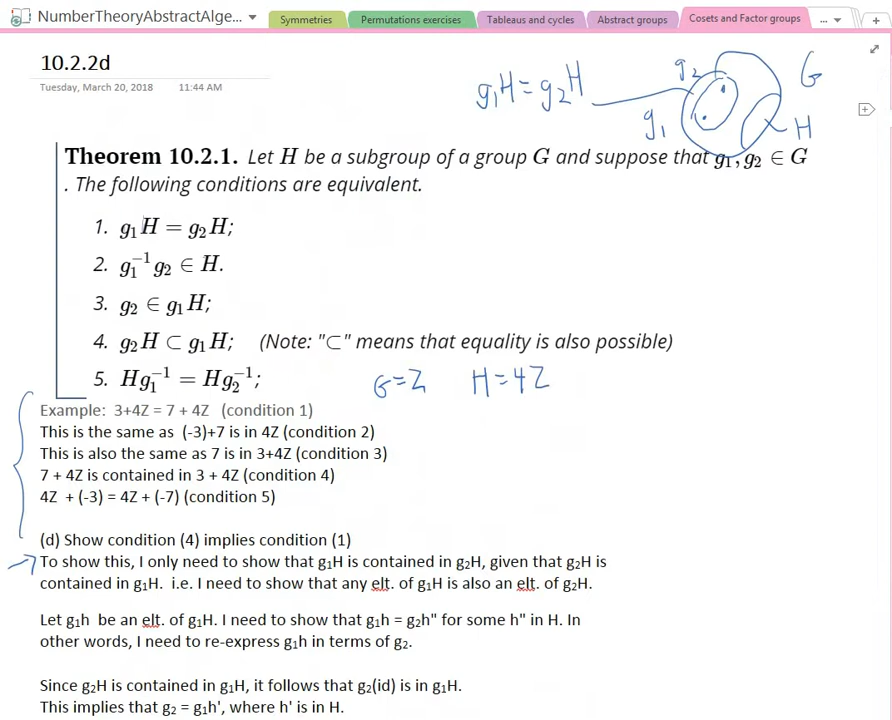 NumberTheoryAbstractAlge...
Symmetries
Permutations exercises
Tableaus and cycles
Abstract groups
Cosets and Factor groups
...
+
10.2.2d
Tuesday, March 20, 2018 11:44 AM
g₁H = g₂H
g₂
g₁
G
H
Theorem 10.2.1. Let H be a subgroup of a group G and suppose that g₁, g₂ ∈ G
. The following conditions are equivalent.
1. g₁H = g₂H;
2. g₁⁻¹g₂ ∈ H.
3. g₂ ∈ g₁H;
4. g₂H ⊂ g₁H; (Note: "⊂" means that equality is also possible)
5. Hg₁⁻¹ = Hg₂⁻¹;
G=Z H=4Z
Example: 3+4Z = 7 + 4Z (condition 1)
This is the same as (-3)+7 is in 4Z (condition 2)
This is also the same as 7 is in 3+4Z (condition 3)
7 + 4Z is contained in 3 + 4Z (condition 4)
4Z + (-3) = 4Z + (-7) (condition 5)
(d) Show condition (4) implies condition (1)
To show this, I only need to show that g₁H is contained in g₂H, given that g₂H is
contained in g₁H. i.e. I need to show that any elt. of g₁H is also an elt. of g₂H.
Let g₁h be an elt. of g₁H. I need to show that g₁h = g₂h" for some h" in H. In
other words, I need to re-express g₁h in terms of g₂.
Since g₂H is contained in g₁H, it follows that g₂(id) is in g₁H.
This implies that g₂ = g₁h', where h' is in H.